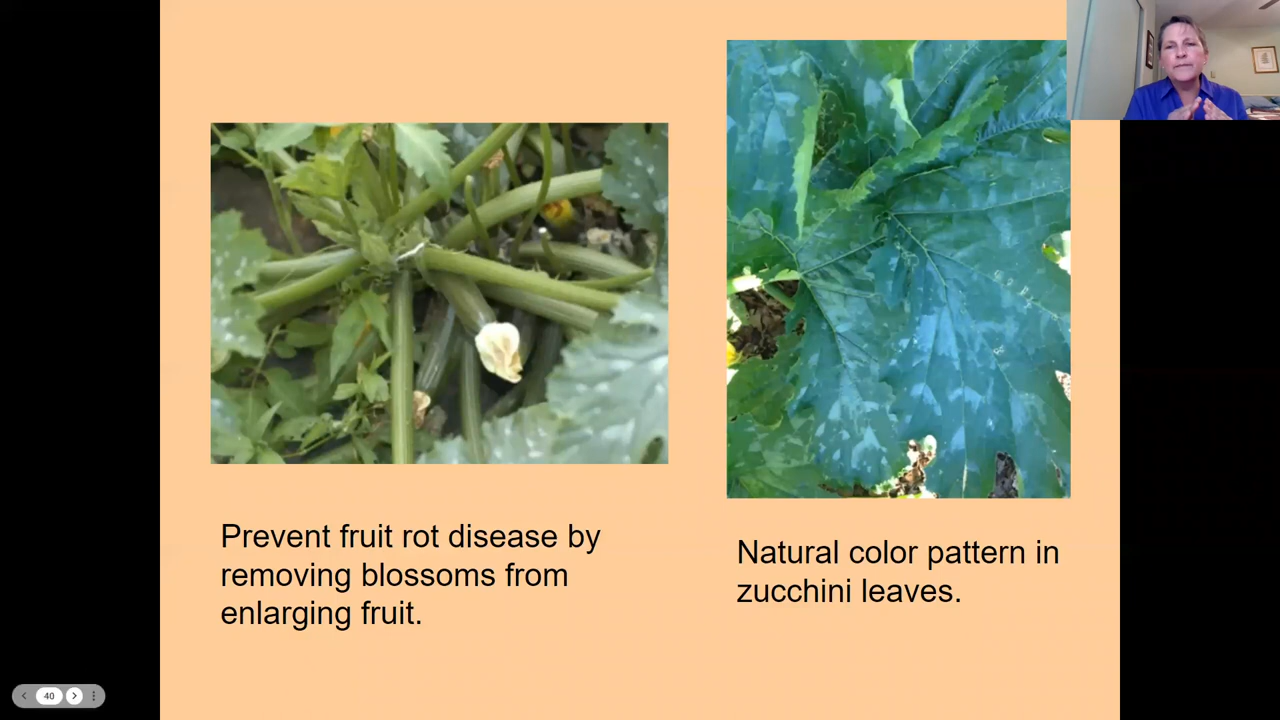 Prevent fruit rot disease by
removing blossoms from
enlarging fruit.
Natural color pattern in
zucchini leaves.
40